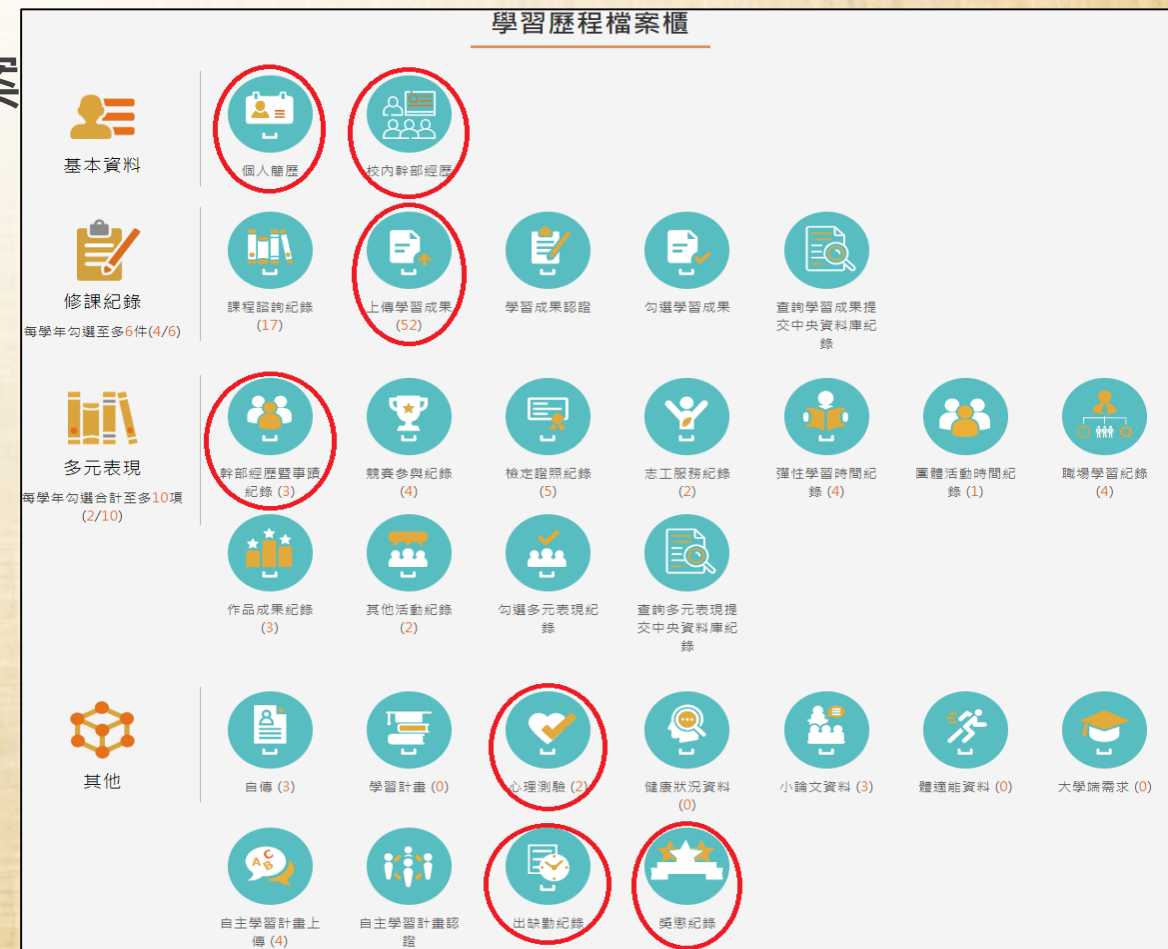 學習歷程檔案櫃
案
基本資料
個人簡歷
校內幹部經歷
修課紀錄
每學年勾選至多6件(4/6)
課程諮詢紀錄
(17)
上傳學習成果
(52)
學習成果認證
勾選學習成果
查詢學習成果提
交中央資料庫紀
錄
多元表現
每學年勾選合計至多10項
(2/10)
幹部經歷暨事蹟
紀錄 (3)
競賽參與紀錄
(4)
檢定證照紀錄
(5)
志工服務紀錄
(2)
彈性學習時間紀
錄 (4)
團體活動時間紀
錄 (1)
職場學習紀錄
(4)
作品成果紀錄
(3)
其他活動紀錄
(2)
勾選多元表現紀
錄
查詢多元表現提
交中央資料庫紀
錄
其他
自傳 (3)
學習計畫 (0)
心理測驗 (2)
健康狀況資料
(0)
小論文資料 (3)
體適能資料 (0)
大學端需求 (0)
A C
B
自主學習計畫上
傳 (4)
自主學習計畫認
證
出缺勤紀錄
獎懲紀錄